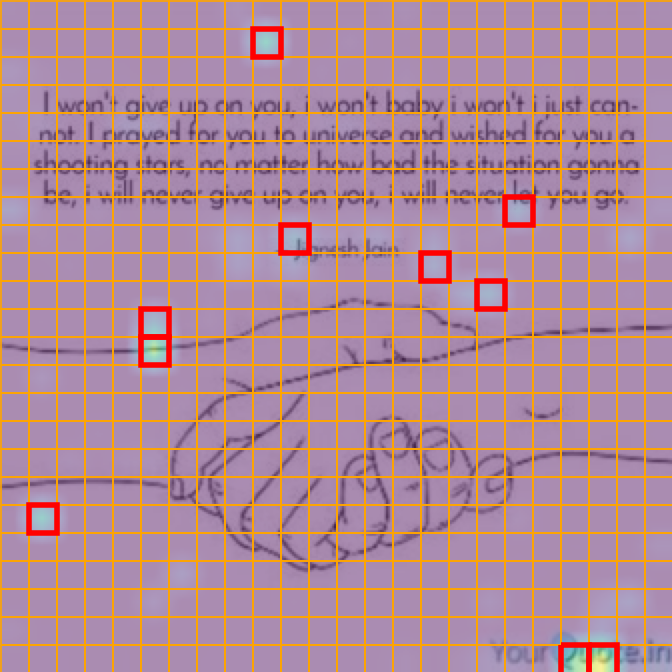 I won't give up on you, i won't baby i won't i just can-
not. I prayed for you to universe and wished for you a
shooting stars, no matter how bad the situation gonna
be, i will never give up on you, i will never let you go.
- Jignesh Jain
YourQuote.in